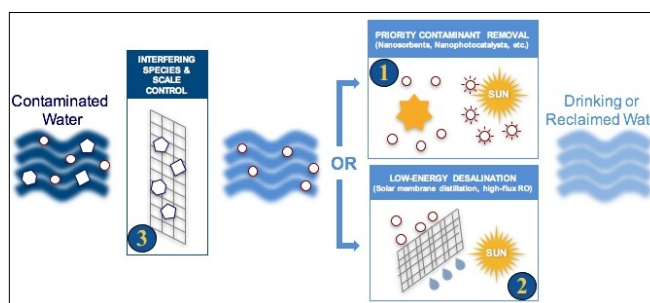 Contaminated
Water
INTERFERING
SPECIES &
SCALE
CONTROL
3
OR
PRIORITY CONTAMINANT REMOVAL
(Nanosorbents, Nanophotocatalysts, etc.)
1
SUN
LOW-ENERGY DESALINATION
(Solar membrane distillation, high-flux RO)
SUN
2
Drinking or
Reclaimed Wat